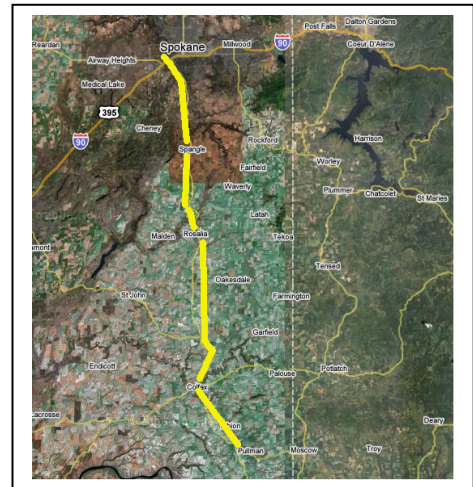 Dalton Gardens
Post Falls
Reardan
Spokane
Millwood
90
Coeur D'Alene
Airway Heights
Medical Lake
395
Cheney
90
Rockford
Harrison
Spangle
Worley
Fairfield
Waverly
Plummer
Chatcolet
St Maries
Latah
Malden
Rosalia
Tekoa
amont
Tensed
Oakesdale
St John
Farmington
Garfield
Endicott
Palouse
Potlatch
Colfax
Lacrosse
Deary
bion
Pullman
Moscow
Troy